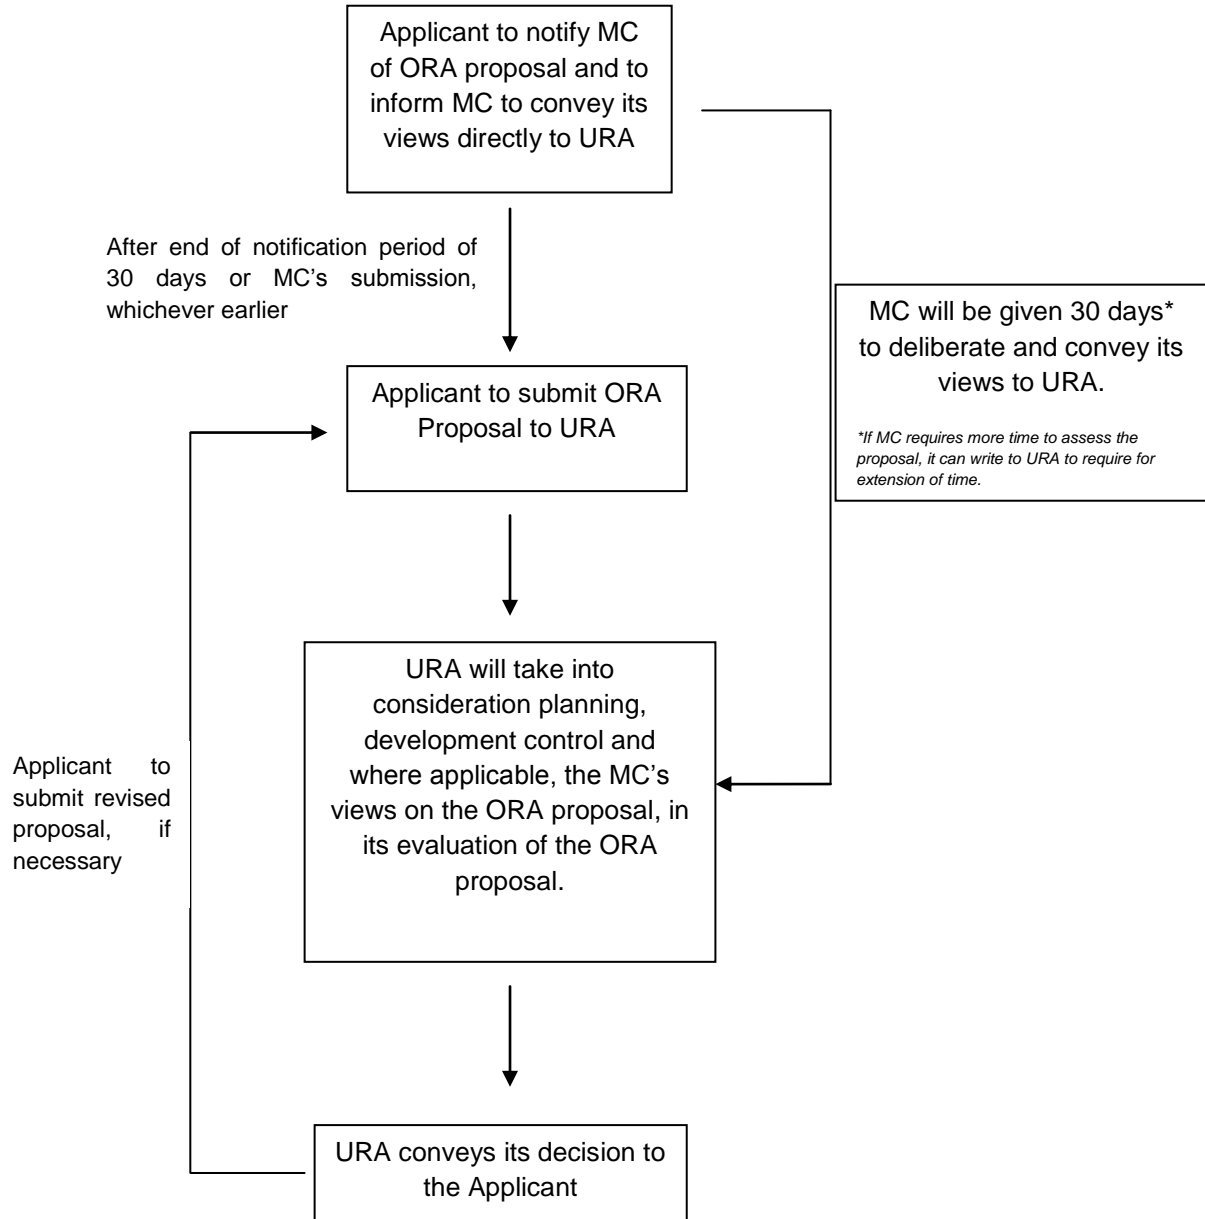 Applicant to notify MC
of ORA proposal and to
inform MC to convey its
views directly to URA
After end of notification period of
30 days or MC’s submission,
whichever earlier
MC will be given 30 days*
to deliberate and convey its
views to URA.
*If MC requires more time to assess the
proposal, it can write to URA to require for
extension of time.
Applicant to submit ORA
Proposal to URA
URA will take into
consideration planning,
development control and
where applicable, the MC’s
views on the ORA proposal, in
its evaluation of the ORA
proposal.
Applicant to
submit revised
proposal, if
necessary
URA conveys its decision to
the Applicant